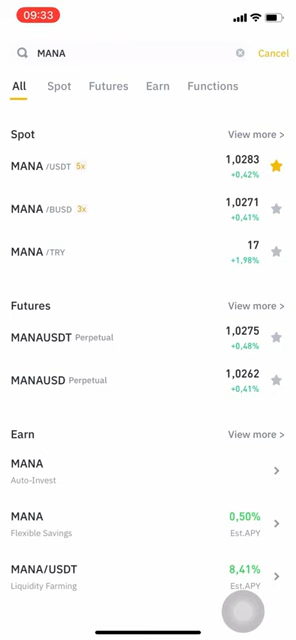 09:33
MANA
Cancel
All Spot Futures Earn Functions
Spot View more >
MANA /USDT 5x 1,0283
+0,42%
MANA /BUSD 3x 1,0271
+0,41%
MANA /TRY 17
+1,98%
Futures View more >
MANAUSDT Perpetual 1,0275
+0,48%
MANAUSD Perpetual 1,0262
+0,41%
Earn View more >
MANA
Auto-Invest
MANA 0,50%
Flexible Savings Est.APY
MANA/USDT 8,41%
Liquidity Farming Est.APY